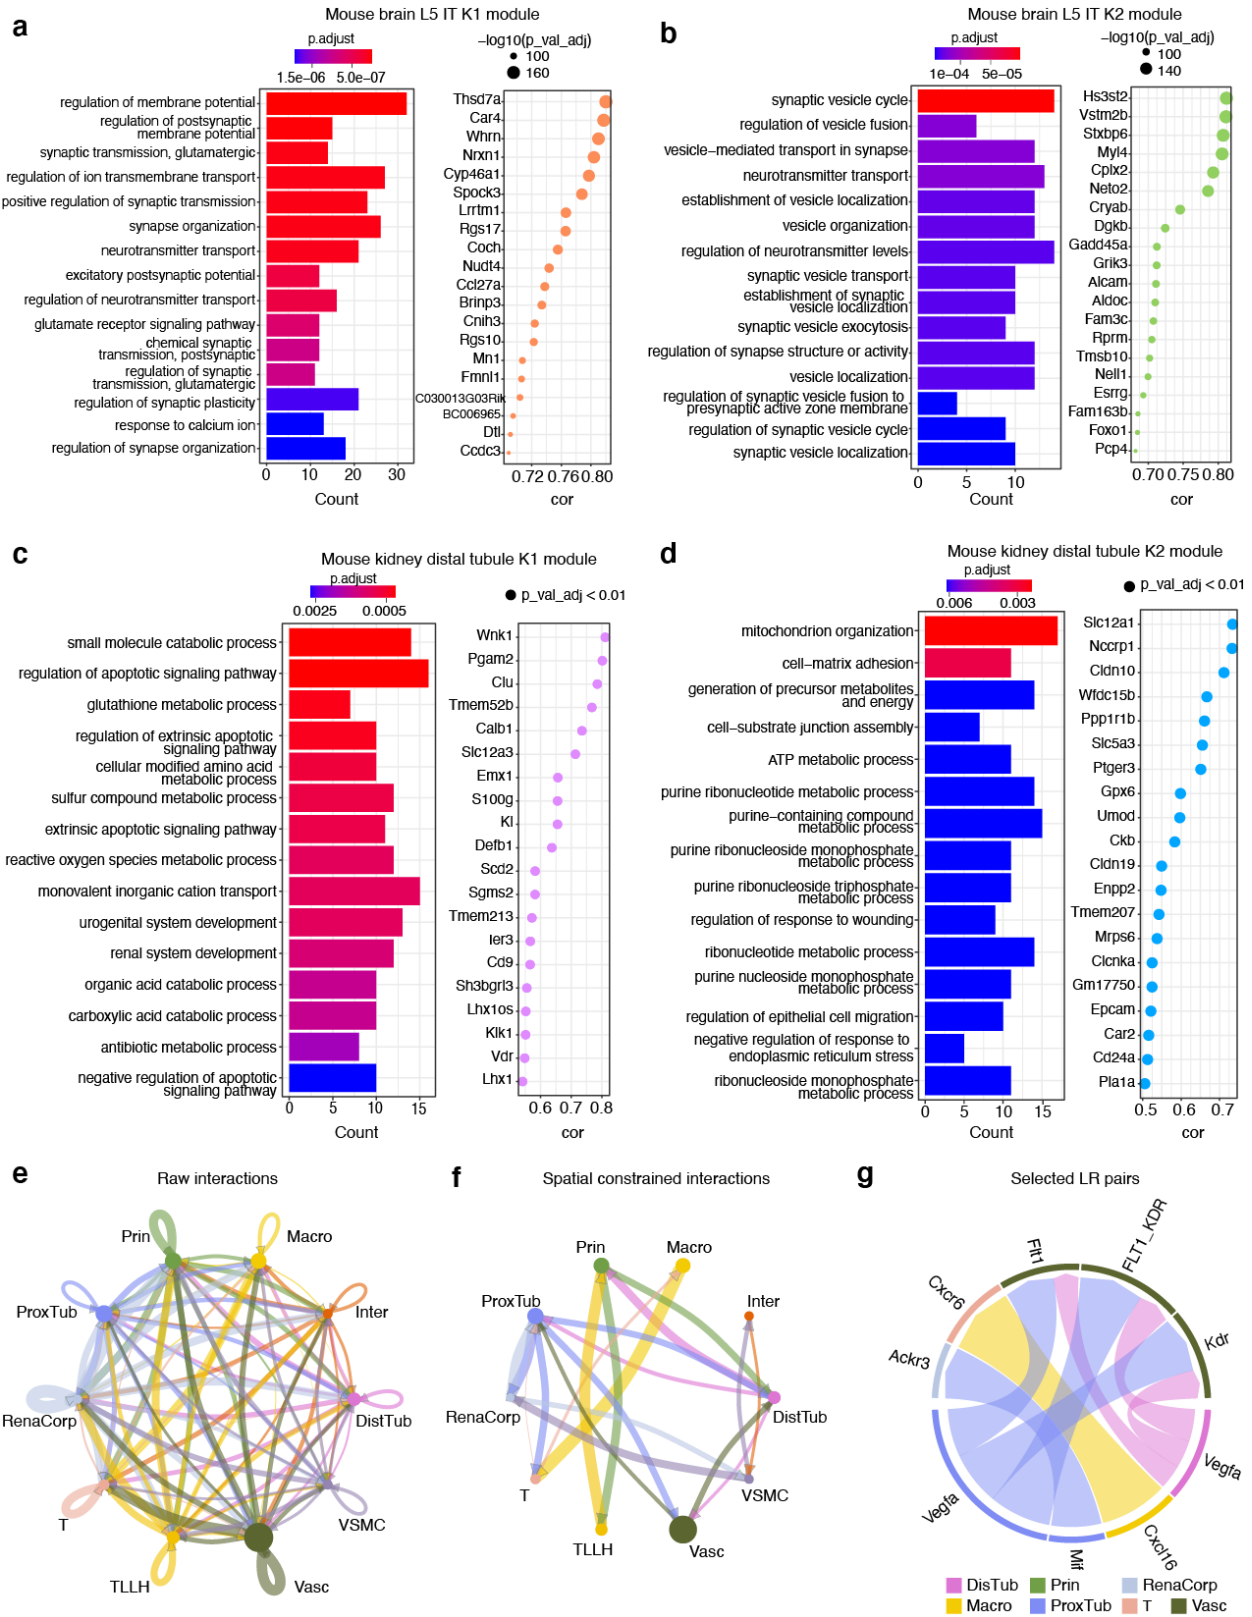 a
Mouse brain L5 IT K1 module
p.adjust
1.5e−06 5.0e−07
−log10(p_val_adj)
100
160
regulation of membrane potential
regulation of postsynaptic
membrane potential
synaptic transmission, glutamatergic
regulation of ion transmembrane transport
positive regulation of synaptic transmission
synapse organization
neurotransmitter transport
excitatory postsynaptic potential
regulation of neurotransmitter transport
glutamate receptor signaling pathway
chemical synaptic
transmission, postsynaptic
regulation of synaptic
transmission, glutamatergic
regulation of synaptic plasticity
response to calcium ion
regulation of synapse organization
0 10 20 30
Count
Thsd7a
Car4
Whrn
Nrxn1
Cyp46a1
Spock3
Lrrtm1
Rgs17
Coch
Nudt4
Ccl27a
Brinp3
Cnih3
Rgs10
Mn1
Fmnl1
C030013G03Rik
BC006965
Dtl
Ccdc3
0.72 0.76 0.80
cor
b
Mouse brain L5 IT K2 module
p.adjust
1e−04 5e−05
−log10(p_val_adj)
100
140
synaptic vesicle cycle
regulation of vesicle fusion
vesicle−mediated transport in synapse
neurotransmitter transport
establishment of vesicle localization
vesicle organization
regulation of neurotransmitter levels
synaptic vesicle transport
establishment of synaptic
vesicle localization
synaptic vesicle exocytosis
regulation of synapse structure or activity
vesicle localization
regulation of synaptic vesicle fusion to
presynaptic active zone membrane
regulation of synaptic vesicle cycle
synaptic vesicle localization
0 5 10
Count
Hs3st2
Vstm2b
Stxbp6
Myl4
Cplx2
Neto2
Cryab
Dgkb
Gadd45a
Grik3
Alcam
Aldoc
Fam3c
Rprm
Tmsb10
Nell1
Esrrg
Fam163b
Foxo1
Pcp4
0.70 0.75 0.80
cor
c
Mouse kidney distal tubule K1 module
p.adjust
0.0025 0.0005
p_val_adj < 0.01
small molecule catabolic process
regulation of apoptotic signaling pathway
glutathione metabolic process
regulation of extrinsic apoptotic
signaling pathway
cellular modified amino acid
metabolic process
sulfur compound metabolic process
extrinsic apoptotic signaling pathway
reactive oxygen species metabolic process
monovalent inorganic cation transport
urogenital system development
renal system development
organic acid catabolic process
carboxylic acid catabolic process
antibiotic metabolic process
negative regulation of apoptotic
signaling pathway
0 5 10 15
Count
Wnk1
Pgam2
Clu
Tmem52b
Calb1
Slc12a3
Emx1
S100g
Kl
Defb1
Scd2
Sgms2
Tmem213
Ier3
Cd9
Sh3bgrl3
Lhx1os
Klk1
Vdr
Lhx1
0.6 0.7 0.8
cor
d
Mouse kidney distal tubule K2 module
p.adjust
0.006 0.003
p_val_adj < 0.01
mitochondrion organization
cell−matrix adhesion
generation of precursor metabolites
and energy
cell−substrate junction assembly
ATP metabolic process
purine ribonucleotide metabolic process
purine−containing compound
metabolic process
purine ribonucleoside monophosphate
metabolic process
purine ribonucleoside triphosphate
metabolic process
regulation of response to wounding
ribonucleotide metabolic process
purine nucleoside monophosphate
metabolic process
regulation of epithelial cell migration
negative regulation of response to
endoplasmic reticulum stress
ribonucleoside monophosphate
metabolic process
0 5 10 15
Count
Slc12a1
Nccrp1
Cldn10
Wfdc15b
Ppp1r1b
Slc5a3
Ptger3
Gpx6
Umod
Ckb
Cldn19
Enpp2
Tmem207
Mrps6
Clcnka
Gm17750
Epcam
Car2
Cd24a
Pla1a
0.5 0.6 0.7
cor
e
Raw interactions
Prin
Macro
ProxTub
Inter
RenaCorp
DistTub
T
VSMC
TLLH
Vasc
f
Spatial constrained interactions
Prin
Macro
ProxTub
Inter
RenaCorp
DistTub
T
VSMC
TLLH
Vasc
g
Selected LR pairs
Flt1
FLT1_KDR
Cxcr6
Kdr
Ackr3
Vegfa
Vegfa
Mif
Cxcl16
DisTub Prin RenaCorp
Macro ProxTub T Vasc